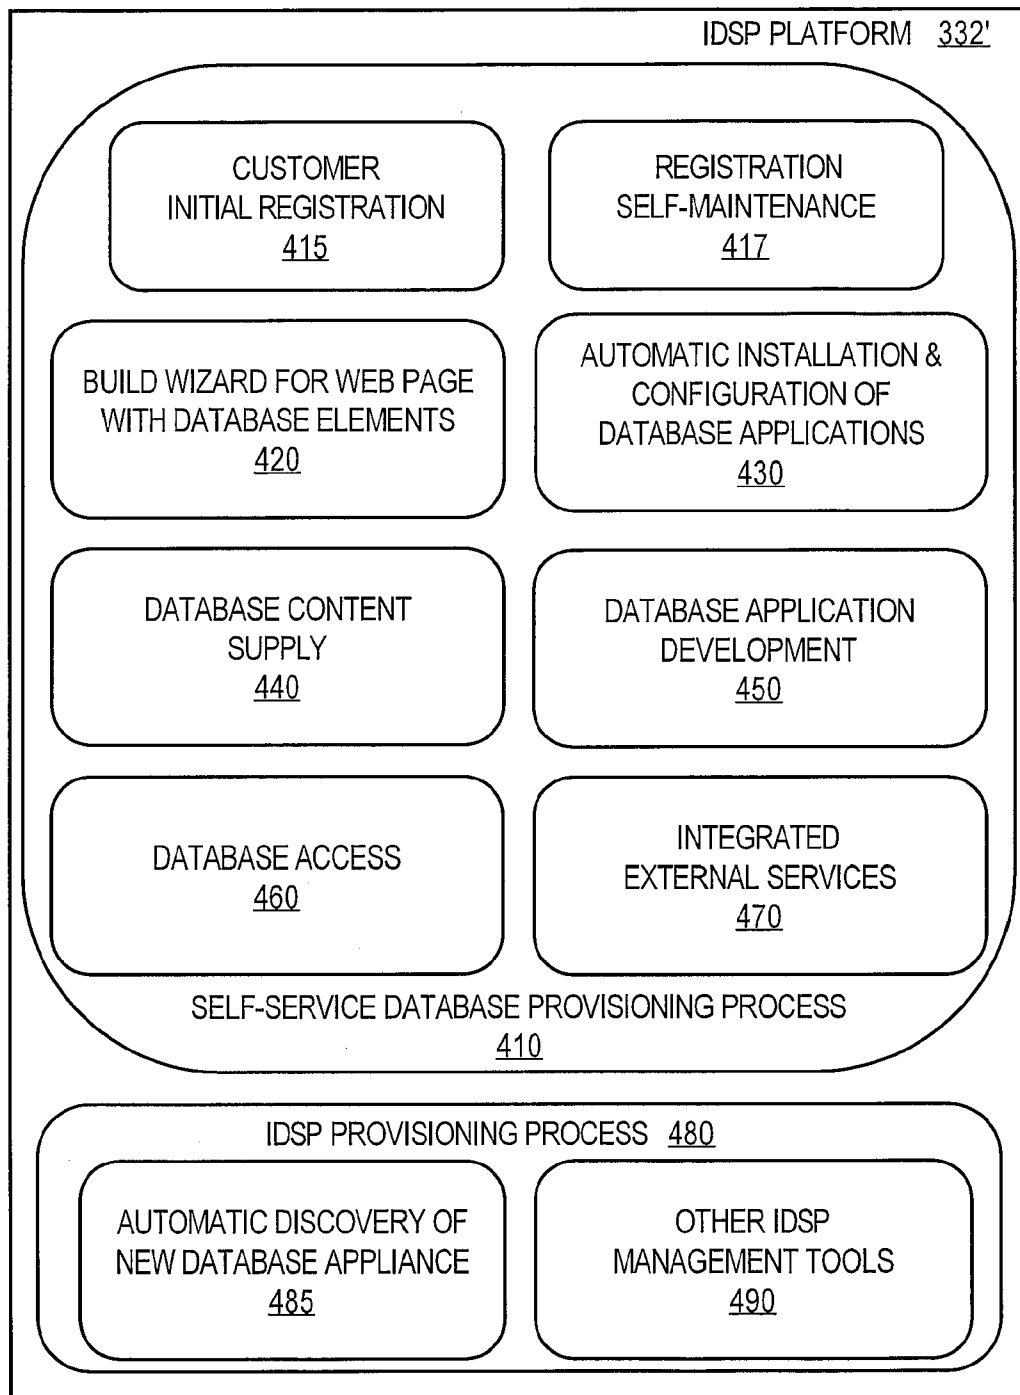 IDSP PLATFORM 332'
CUSTOMER
INITIAL REGISTRATION
415
REGISTRATION
SELF-MAINTENANCE
417
BUILD WIZARD FOR WEB PAGE
WITH DATABASE ELEMENTS
420
AUTOMATIC INSTALLATION &
CONFIGURATION OF
DATABASE APPLICATIONS
430
DATABASE CONTENT
SUPPLY
440
DATABASE APPLICATION
DEVELOPMENT
450
DATABASE ACCESS
460
INTEGRATED
EXTERNAL SERVICES
470
SELF-SERVICE DATABASE PROVISIONING PROCESS
410
IDSP PROVISIONING PROCESS 480
AUTOMATIC DISCOVERY OF
NEW DATABASE APPLIANCE
485
OTHER IDSP
MANAGEMENT TOOLS
490